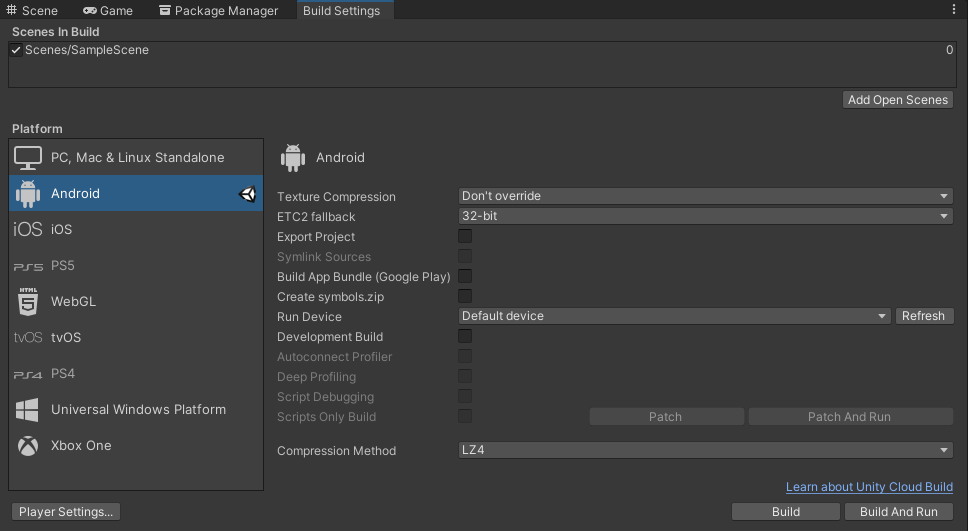 Scene Game Package Manager Build Settings
Scenes In Build
Scenes/SampleScene 0
Add Open Scenes
Platform
PC, Mac & Linux Standalone
Android
iOS iOS
PS5 PS5
HTML
5 WebGL
tvOS tvOS
PS4 PS4
Universal Windows Platform
Xbox One
Android
Texture Compression Don't override
ETC2 fallback 32-bit
Export Project
Symlink Sources
Build App Bundle (Google Play)
Create symbols.zip
Run Device Default device Refresh
Development Build
Autoconnect Profiler
Deep Profiling
Script Debugging
Scripts Only Build Patch Patch And Run
Compression Method LZ4
Learn about Unity Cloud Build
Player Settings... Build Build And Run